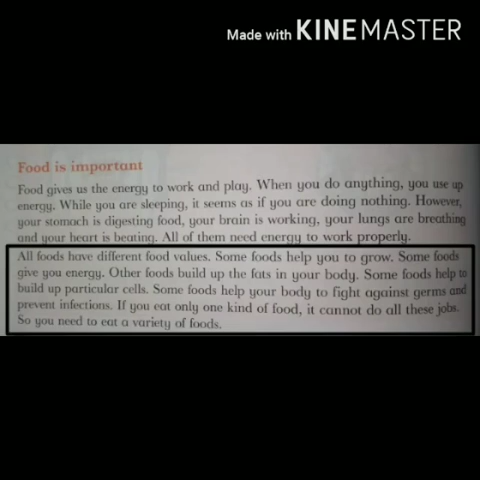 Made with KINEMASTER
Food is important
Food gives us the energy to work and play. When you do anything, you use up
energy. While you are sleeping, it seems as if you are doing nothing. However,
your stomach is digesting food, your brain is working, your lungs are breathing
and your heart is beating. All of them need energy to work properly.
All foods have different food values. Some foods help you to grow. Some foods
give you energy. Other foods build up the fats in your body. Some foods help to
build up particular cells. Some foods help your body to fight against germs and
prevent infections. If you eat only one kind of food, it cannot do all these jobs.
So you need to eat a variety of foods.